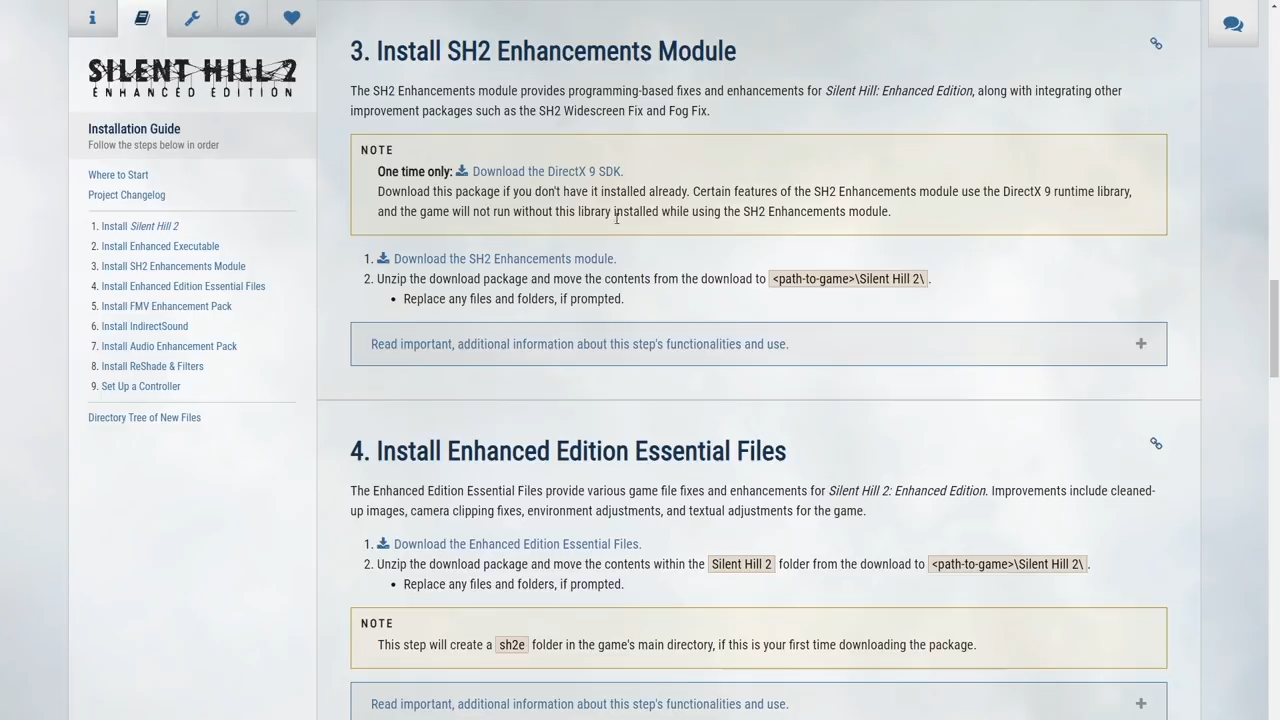 SILENT HILL 2
ENHANCED EDITION
Installation Guide
Follow the steps below in order
Where to Start
Project Changelog
1. Install Silent Hill 2
2. Install Enhanced Executable
3. Install SH2 Enhancements Module
4. Install Enhanced Edition Essential Files
5. Install FMV Enhancement Pack
6. Install IndirectSound
7. Install Audio Enhancement Pack
8. Install ReShade & Filters
9. Set Up a Controller
Directory Tree of New Files
3. Install SH2 Enhancements Module
The SH2 Enhancements module provides programming-based fixes and enhancements for Silent Hill: Enhanced Edition, along with integrating other
improvement packages such as the SH2 Widescreen Fix and Fog Fix.
NOTE
One time only: Download the DirectX 9 SDK.
Download this package if you don't have it installed already. Certain features of the SH2 Enhancements module use the DirectX 9 runtime library,
and the game will not run without this library installed while using the SH2 Enhancements module.
1. Download the SH2 Enhancements module.
2. Unzip the download package and move the contents from the download to <path-to-game>\Silent Hill 2\ .
• Replace any files and folders, if prompted.
Read important, additional information about this step's functionalities and use. +
4. Install Enhanced Edition Essential Files
The Enhanced Edition Essential Files provide various game file fixes and enhancements for Silent Hill 2: Enhanced Edition. Improvements include cleaned-
up images, camera clipping fixes, environment adjustments, and textual adjustments for the game.
1. Download the Enhanced Edition Essential Files.
2. Unzip the download package and move the contents within the Silent Hill 2 folder from the download to <path-to-game>\Silent Hill 2\ .
• Replace any files and folders, if prompted.
NOTE
This step will create a sh2e folder in the game's main directory, if this is your first time downloading the package.
Read important, additional information about this step's functionalities and use. +